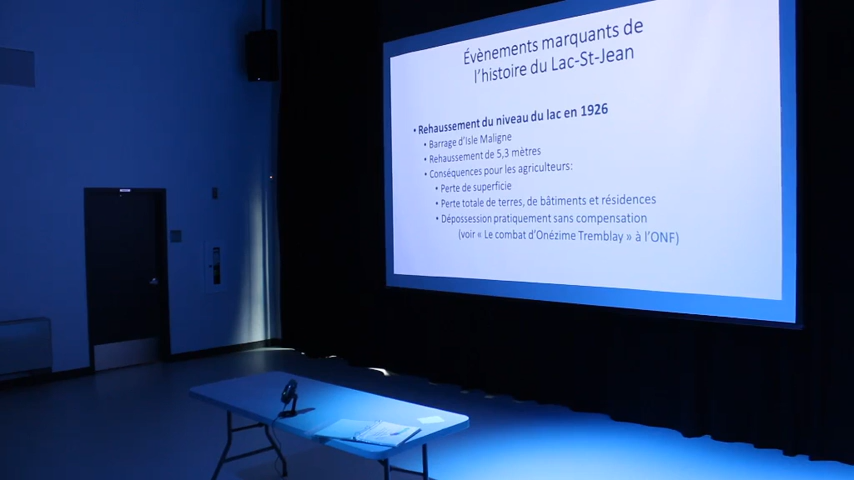 Évènements marquants de
l'histoire du Lac-St-Jean
• Rehaussement du niveau du lac en 1926
• Barrage d'Isle Maligne
• Rehaussement de 5,3 mètres
• Conséquences pour les agriculteurs:
• Perte de superficie
• Perte totale de terres, de bâtiments et résidences
• Dépossession pratiquement sans compensation
(voir « Le combat d'Onézime Tremblay » à l'ONF)